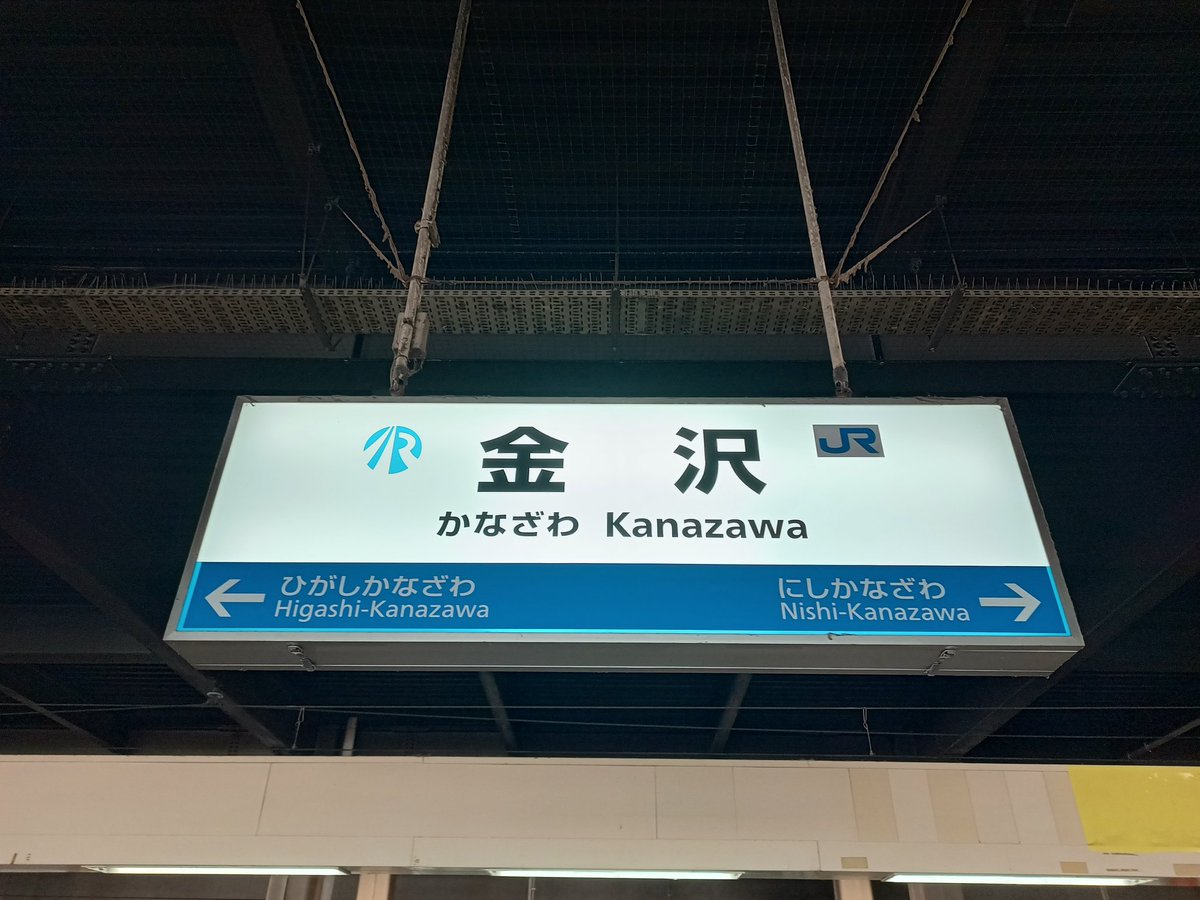 IR 金沢 JR
かなざわ Kanazawa
← ひがしかなざわ
Higashi-Kanazawa
にしかなざわ →
Nishi-Kanazawa